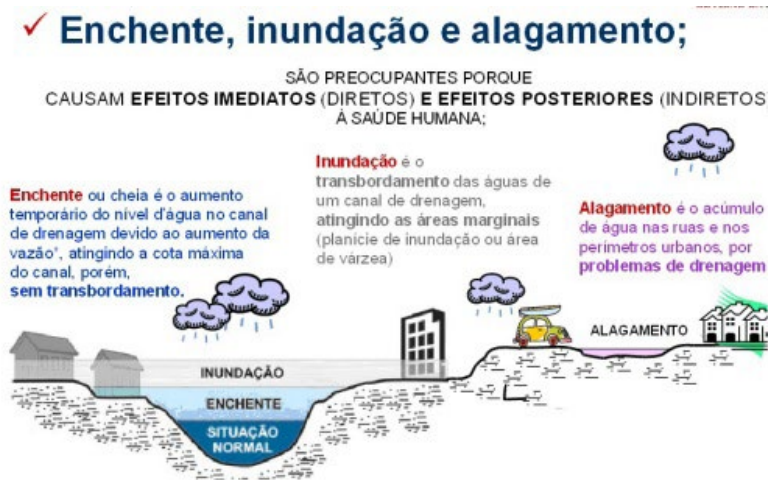 ✓ Enchente, inundação e alagamento;
SÃO PREOCUPANTES PORQUE
CAUSAM EFEITOS IMEDIATOS (DIRETOS) E EFEITOS POSTERIORES (INDIRETOS)
À SAÚDE HUMANA;
Enchente ou cheia é o aumento
temporário do nível d'água no canal
de drenagem devido ao aumento da
vazão*, atingindo a cota máxima
do canal, porém,
sem transbordamento.
Inundação é o
transbordamento das águas de
um canal de drenagem,
atingindo as áreas marginais
(planície de inundação ou área
de várzea)
Alagamento é o acúmulo
de água nas ruas e nos
perímetros urbanos, por
problemas de drenagem
ALAGAMENTO
INUNDAÇÃO
ENCHENTE
SITUAÇÃO
NORMAL